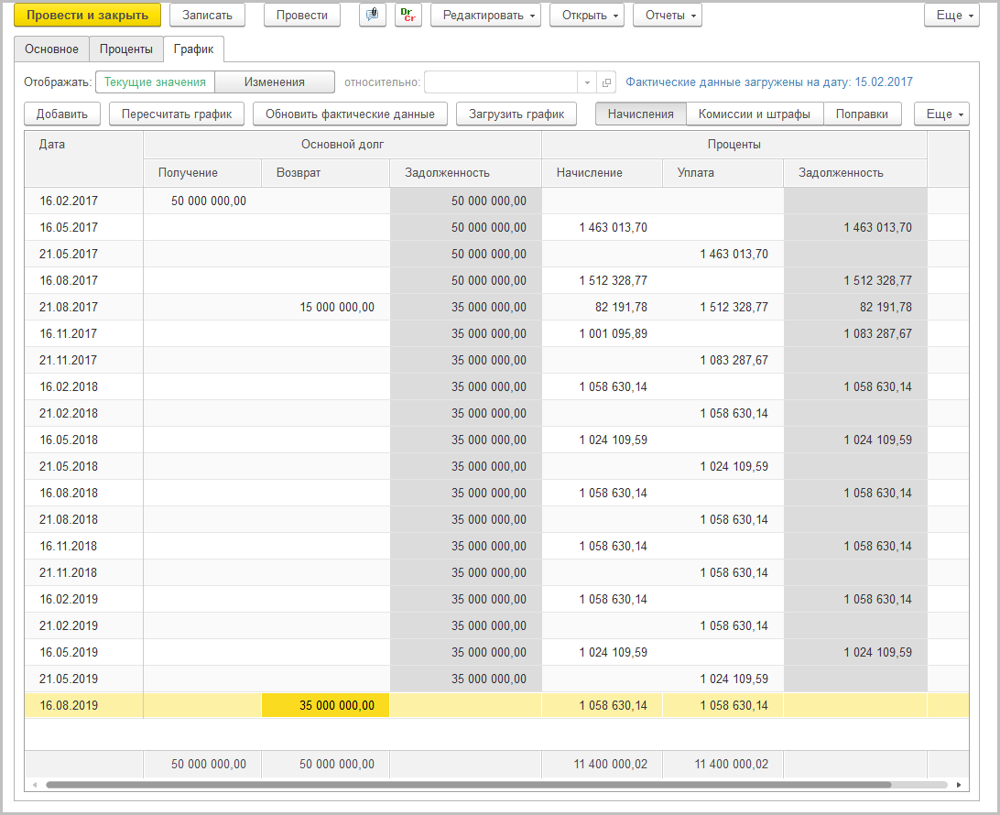 Провести и закрыть Записать Провести Dr Cr Редактировать Открыть Отчеты Еще
Основное Проценты График
Отображать: Текущие значения Изменения относительно: Фактические данные загружены на дату: 15.02.2017
Добавить Пересчитать график Обновить фактические данные Загрузить график Начисления Комиссии и штрафы Поправки Еще
Дата Основной долг Проценты
Получение Возврат Задолженность Начисление Уплата Задолженность
16.02.2017 50 000 000,00 50 000 000,00
16.05.2017 50 000 000,00 1 463 013,70 1 463 013,70
21.05.2017 50 000 000,00 1 463 013,70
16.08.2017 50 000 000,00 1 512 328,77 1 512 328,77
21.08.2017 15 000 000,00 35 000 000,00 82 191,78 1 512 328,77 82 191,78
16.11.2017 35 000 000,00 1 001 095,89 1 083 287,67
21.11.2017 35 000 000,00 1 083 287,67
16.02.2018 35 000 000,00 1 058 630,14 1 058 630,14
21.02.2018 35 000 000,00 1 058 630,14
16.05.2018 35 000 000,00 1 024 109,59 1 024 109,59
21.05.2018 35 000 000,00 1 024 109,59
16.08.2018 35 000 000,00 1 058 630,14 1 058 630,14
21.08.2018 35 000 000,00 1 058 630,14
16.11.2018 35 000 000,00 1 058 630,14 1 058 630,14
21.11.2018 35 000 000,00 1 058 630,14
16.02.2019 35 000 000,00 1 058 630,14 1 058 630,14
21.02.2019 35 000 000,00 1 058 630,14
16.05.2019 35 000 000,00 1 024 109,59 1 024 109,59
21.05.2019 35 000 000,00 1 024 109,59
16.08.2019 35 000 000,00 1 058 630,14 1 058 630,14
50 000 000,00 50 000 000,00 11 400 000,02 11 400 000,02